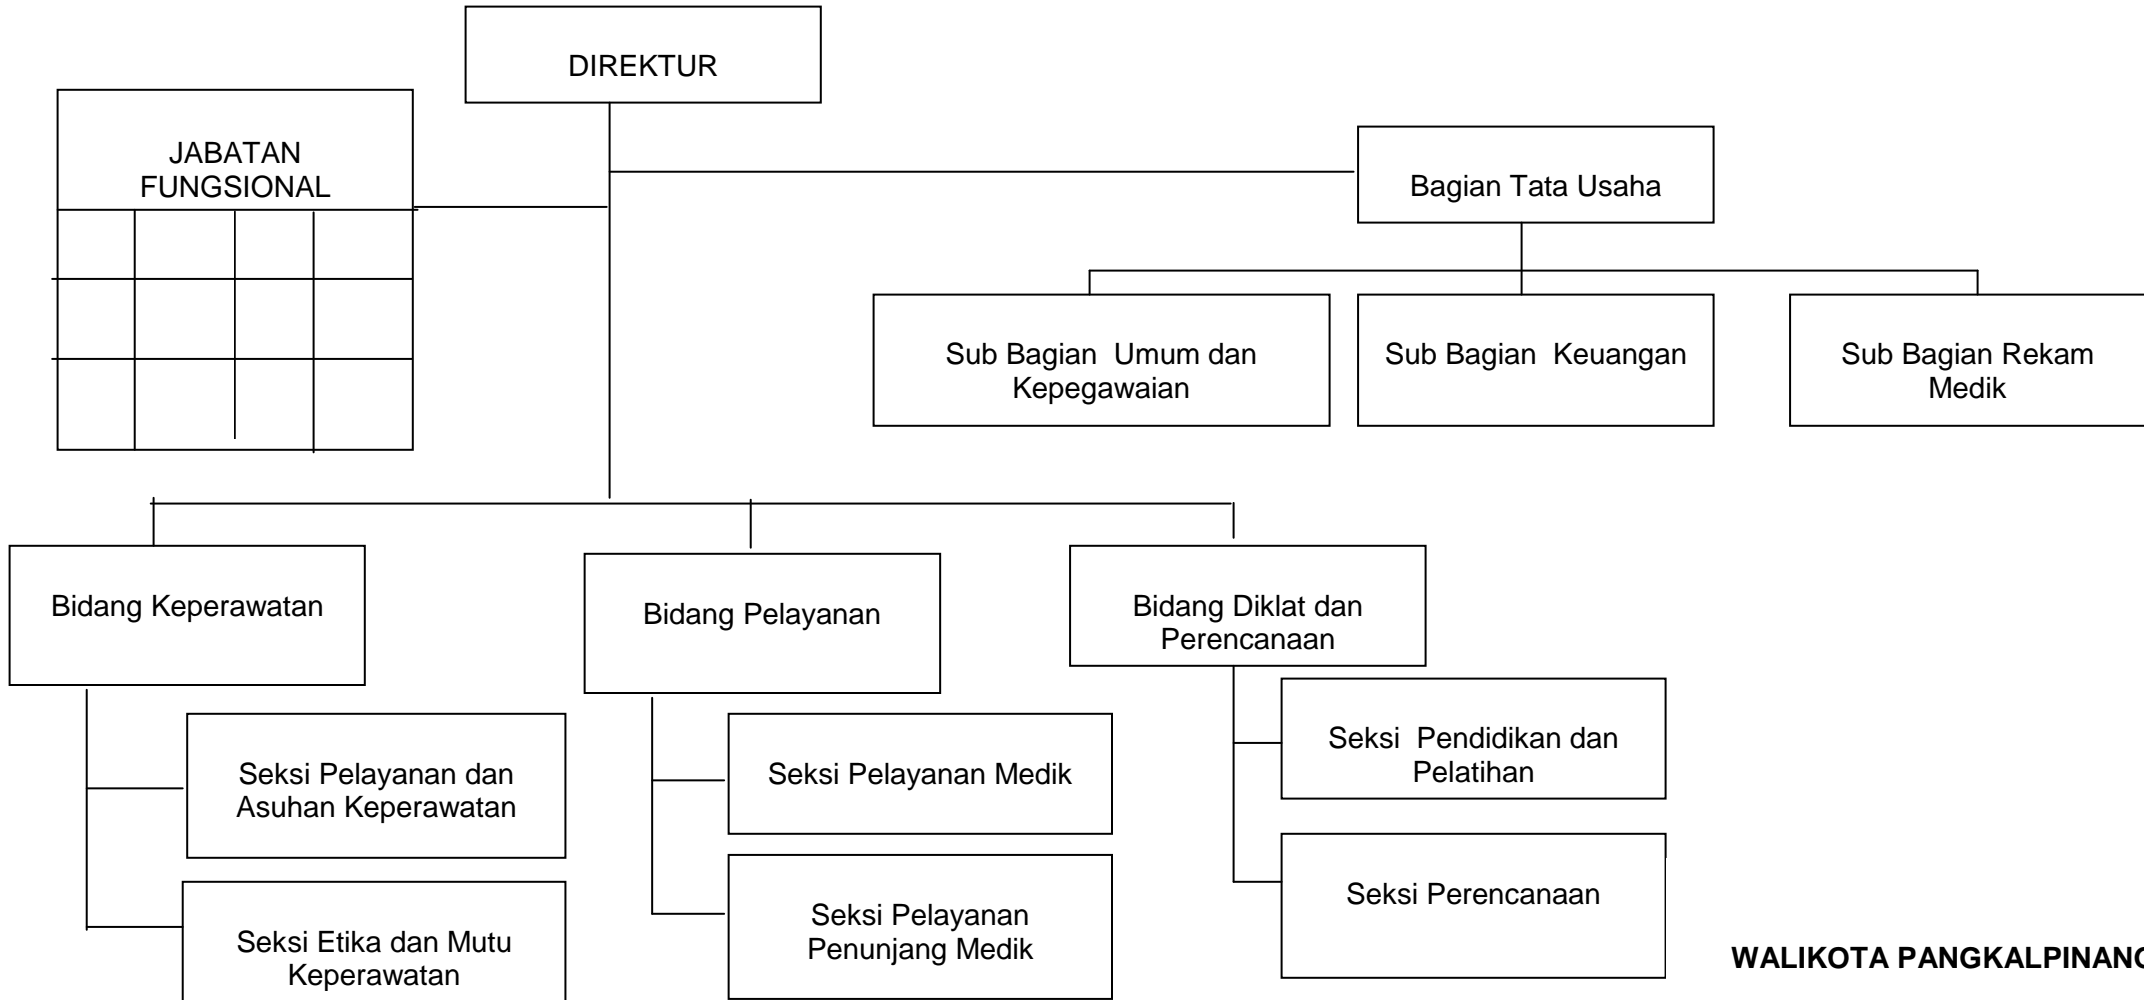 DIREKTUR
JABATAN
FUNGSIONAL
Bagian Tata Usaha
Sub Bagian  Umum dan
Kepegawaian
Sub Bagian  Keuangan
Sub Bagian Rekam
Medik
Bidang Keperawatan
Bidang Pelayanan
Bidang Diklat dan
Perencanaan
Seksi Pelayanan dan
Asuhan Keperawatan
Seksi Etika dan Mutu
Keperawatan
Seksi Pelayanan Medik
Seksi Pelayanan
Penunjang Medik
Seksi  Pendidikan dan
Pelatihan
Seksi Perencanaan
WALIKOTA PANGKALPINANG